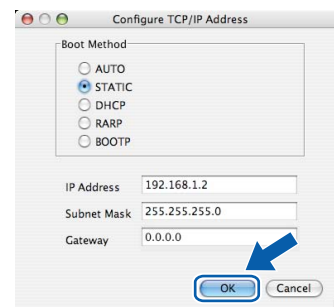 Configure TCP/IP Address
Boot Method
AUTO
STATIC
DHCP
RARP
BOOTP
IP Address 192.168.1.2
Subnet Mask 255.255.255.0
Gateway 0.0.0.0
OK Cancel